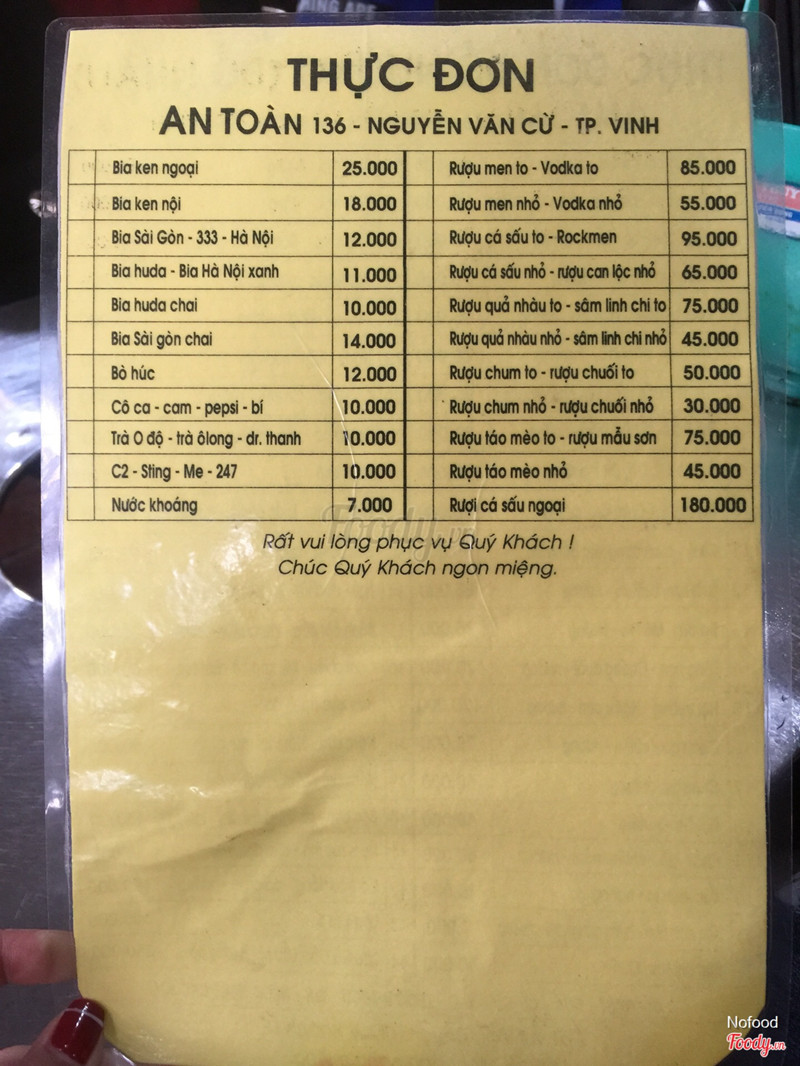 THỰC ĐƠN
AN TOÀN 136 - NGUYỄN VĂN CỪ - TP. VINH
Bia ken ngoại 25.000 Rượu men to - Vodka to 85.000
Bia ken nội 18.000 Rượu men nhỏ - Vodka nhỏ 55.000
Bia Sài Gòn - 333 - Hà Nội 12.000 Rượu cá sấu to - Rockmen 95.000
Bia huda - Bia Hà Nội xanh 11.000 Rượu cá sấu nhỏ - rượu can lộc nhỏ 65.000
Bia huda chai 10.000 Rượu quả nhàu to - sâm linh chi to 75.000
Bia Sài gòn chai 14.000 Rượu quả nhàu nhỏ - sâm linh chi nhỏ 45.000
Bò húc 12.000 Rượu chum to - rượu chuối to 50.000
Cô ca - cam - pepsi - bí 10.000 Rượu chum nhỏ - rượu chuối nhỏ 30.000
Trà O độ - trà ôlong - dr. thanh 10.000 Rượu táo mèo to - rượu mẫu sơn 75.000
C2 - Sting - Me - 247 10.000 Rượu táo mèo nhỏ 45.000
Nước khoáng 7.000 Rượi cá sấu ngoại 180.000
Rất vui lòng phục vụ Quý Khách !
Chúc Quý Khách ngon miệng.
Nofood
Foody.vn